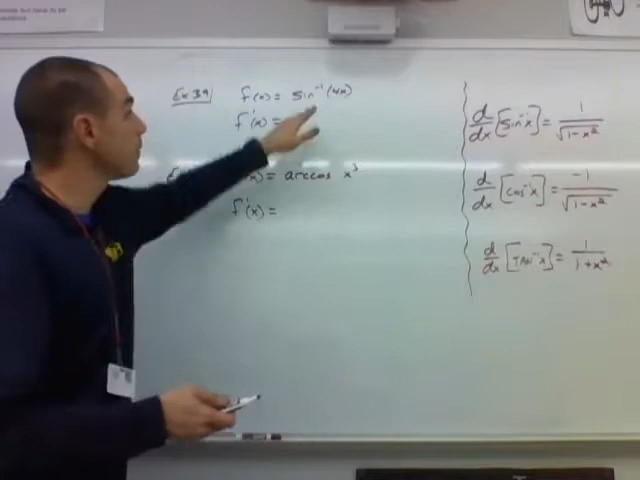 Ex 39 f(x) = sin⁻¹(4x)
f'(x) =
f(x) = arccos x³
f'(x) =
d/dx [sin⁻¹x] = 1/√(1-x²)
d/dx [cos⁻¹x] = -1/√(1-x²)
d/dx [TAN⁻¹x] = 1/(1+x²)